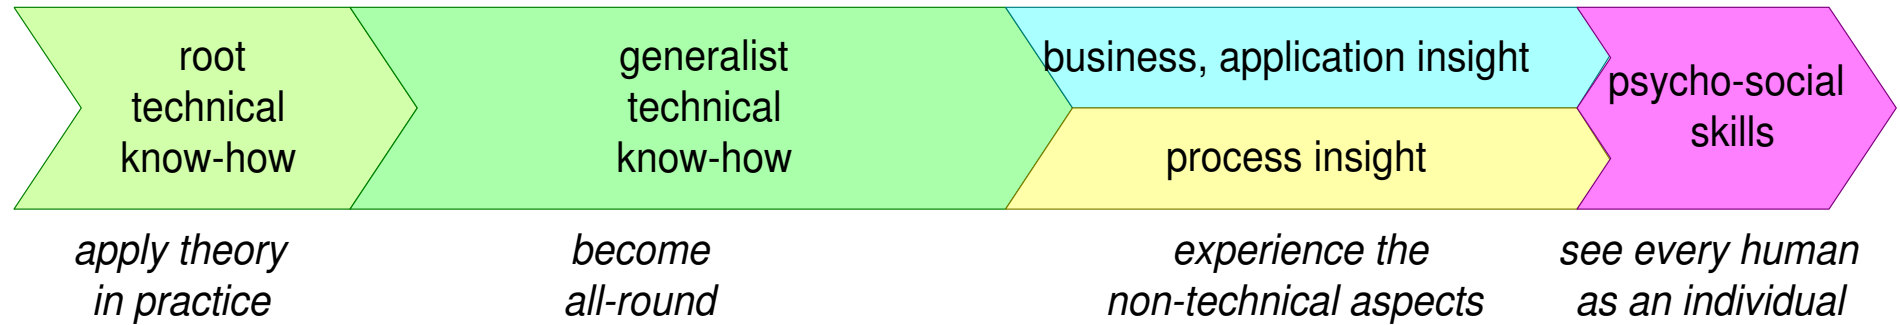 root
technical
know-how
generalist
technical
know-how
business, application insight
process insight
psycho-social
skills
apply theory
in practice
become
all-round
experience the
non-technical aspects
see every human
as an individual